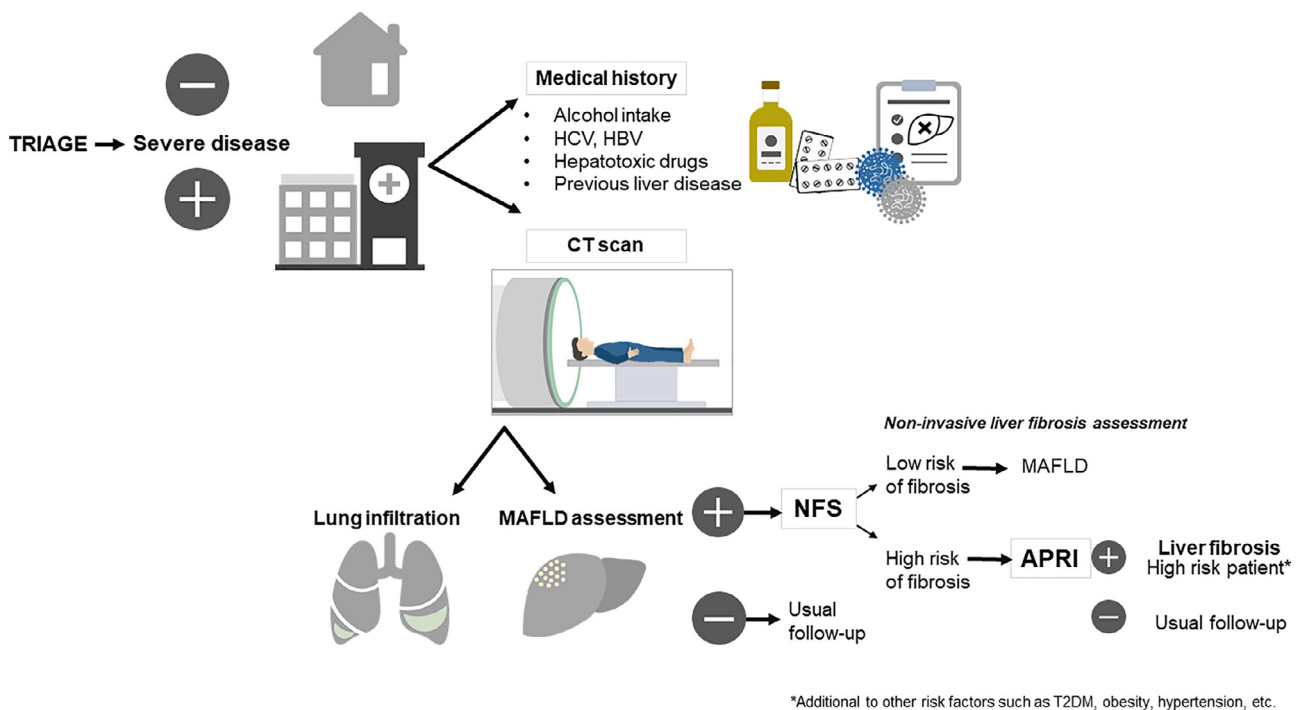 TRIAGE
Severe disease
Medical history
• Alcohol intake
• HCV, HBV
• Hepatotoxic drugs
• Previous liver disease
CT scan
Lung infiltration
MAFLD assessment
Non-invasive liver fibrosis assessment
NFS
Low risk
of fibrosis
MAFLD
High risk
of fibrosis
APRI
Liver fibrosis
High risk patient*
Usual follow-up
Usual
follow-up
*Additional to other risk factors such as T2DM, obesity, hypertension, etc.